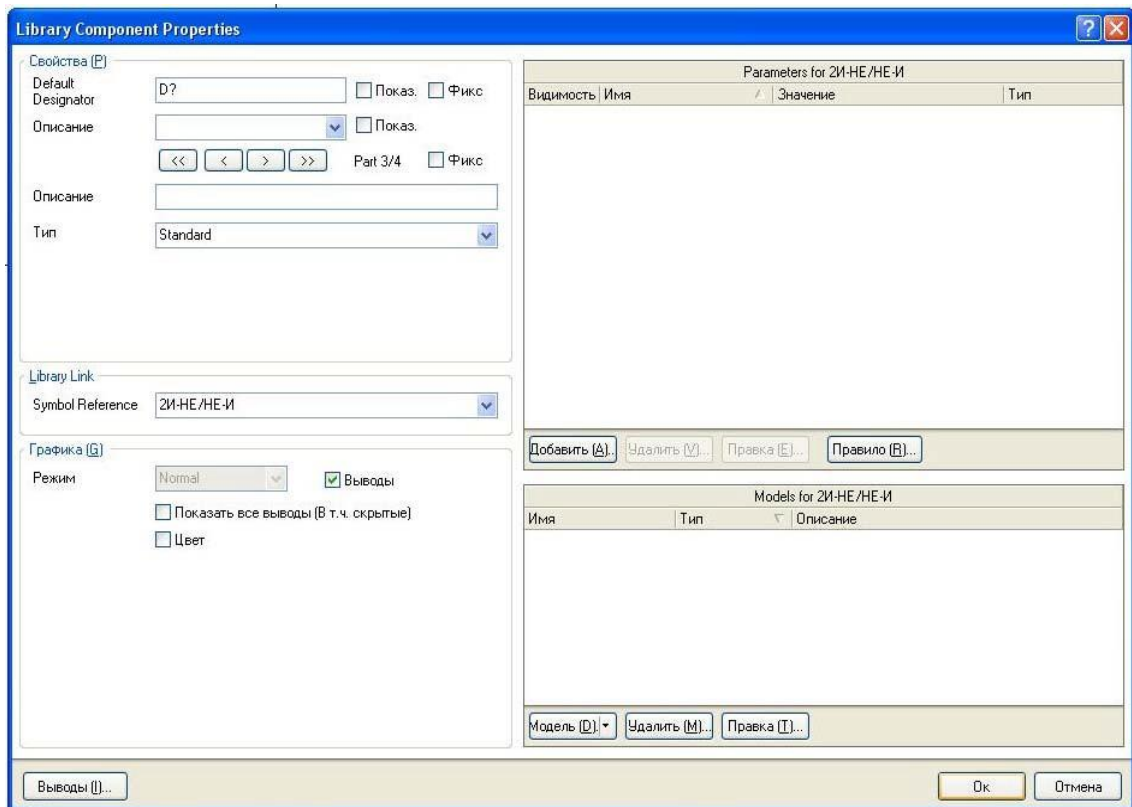 Library Component Properties
Свойства (P)
Default Designator
D?
Показ.
Фикс
Описание
Показ.
<<
<
>
>>
Part 3/4
Фикс
Описание
Тип
Standard
Library Link
Symbol Reference
2И-НЕ/НЕ-И
Графика (G)
Режим
Normal
Выводы
Показать все выводы (В т.ч. скрытые)
Цвет
Parameters for 2И-НЕ/НЕ-И
Видимость
Имя
Значение
Тип
Добавить (A)..
Удалить (V)...
Правка (E)...
Правило (R)...
Models for 2И-НЕ/НЕ-И
Имя
Тип
Описание
Модель (D).
Удалить (M)...
Правка (T)...
Выводы (I)...
Ок
Отмена